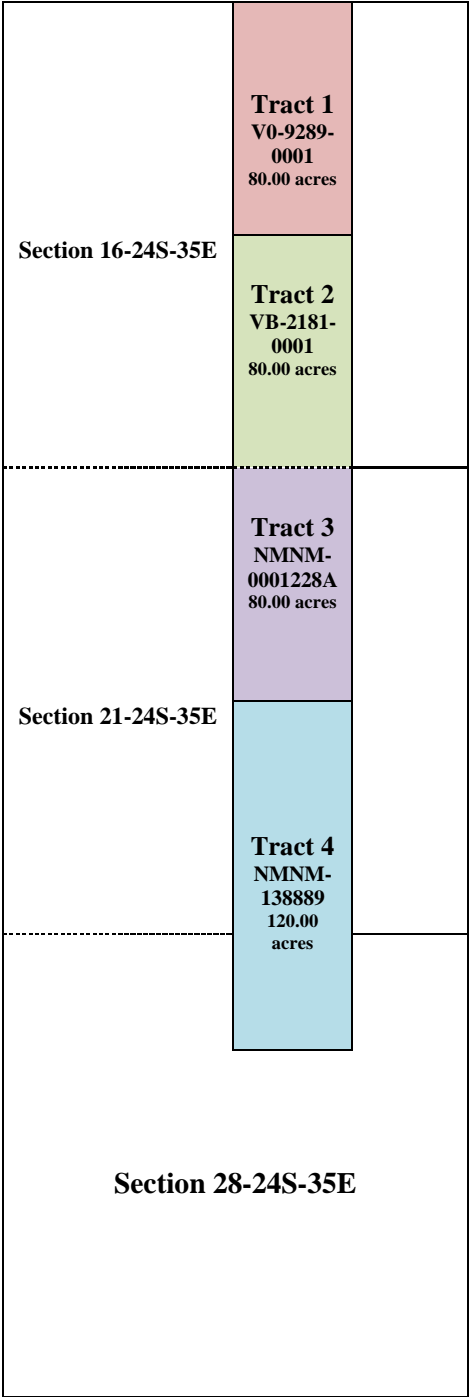 Tract 1
V0-9289-
0001
80.00 acres
Section 16-24S-35E
Tract 2
VB-2181-
0001
80.00 acres
Tract 3
NMNM-
0001228A
80.00 acres
Section 21-24S-35E
Tract 4
NMNM-
138889
120.00
acres
Section 28-24S-35E